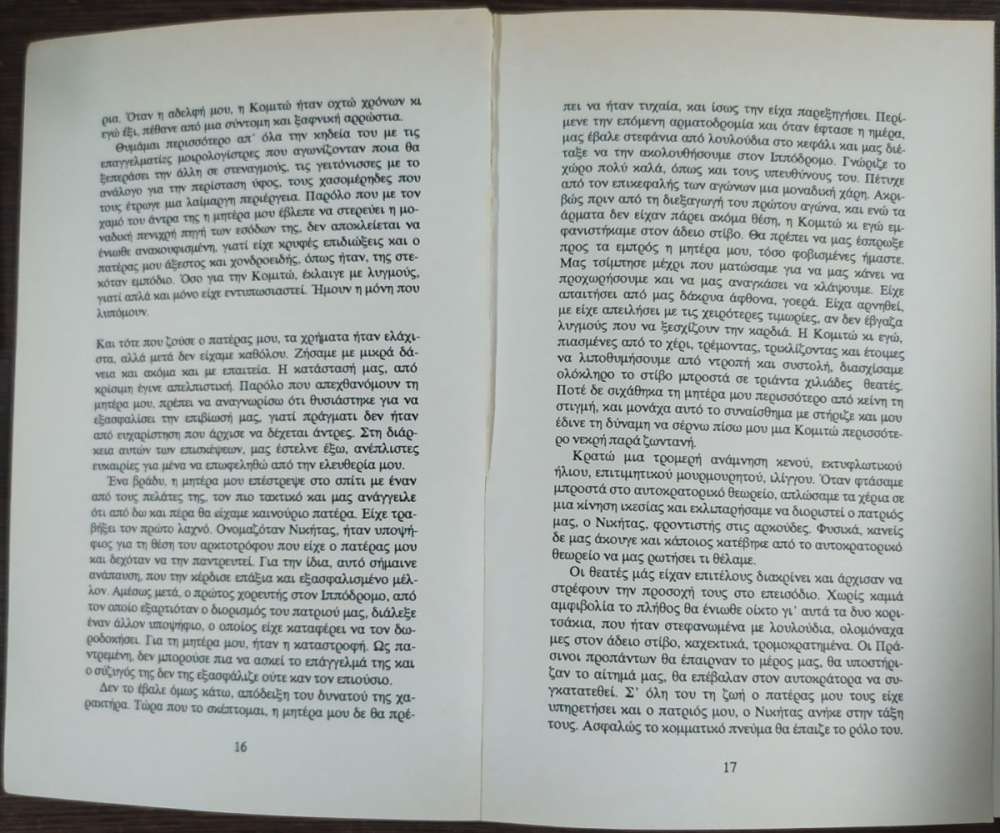 ρια. Όταν η αδελφή μου, η Κομιτώ ήταν οχτώ χρόνων κι
εγώ έξι, πέθανε από μια σύντομη και ξαφνική αρρώστια.
Θυμάμαι περισσότερο απ' όλα την κηδεία του με τις
επαγγελματίες μοιρολογίστρες που αγωνίζονταν ποια θα
ξεπεράσει την άλλη σε στεναγμούς, τις γειτόνισσες με το
ανάλογο για την περίσταση ύφος, τους χασομέρηδες που
τους έτρωγε μια λαίμαργη περιέργεια. Παρόλο που με τον
χαμό του άντρα της η μητέρα μου έβλεπε να στερεύει η μο-
ναδική πενιχρή πηγή των εσόδων της, δεν αποκλείεται να
ένιωθε ανακουφισμένη, γιατί είχε κρυφές επιδιώξεις και ο
πατέρας μου άξεστος και χονδροειδής, όπως ήταν, της στε-
κόταν εμπόδιο. Όσο για την Κομιτώ, έκλαιγε με λυγμούς,
γιατί απλά και μόνο είχε εντυπωσιαστεί. Ήμουν η μόνη που
λυπόμουν.
Και τότε που ζούσε ο πατέρας μου, τα χρήματα ήταν ελάχι-
στα, αλλά μετά δεν είχαμε καθόλου. Ζήσαμε με μικρά δά-
νεια και ακόμα και με επαιτεία. Η κατάστασή μας, από
κρίσιμη έγινε απελπιστική. Παρόλο που απεχθανόμουν τη
μητέρα μου, πρέπει να αναγνωρίσω ότι θυσιάστηκε για να
εξασφαλίσει την επιβίωσή μας, γιατί πράγματι δεν ήταν
από ευχαρίστηση που άρχισε να δέχεται άντρες. Στη διάρ-
κεια αυτών των επισκέψεων, μας έστελνε έξω, ανέλπιστες
ευκαιρίες για μένα να επωφεληθώ από την ελευθερία μου.
Ένα βράδυ, η μητέρα μου επέστρεψε στο σπίτι με έναν
από τους πελάτες της, τον πιο τακτικό και μας ανάγγειλε
ότι από δω και πέρα θα είχαμε καινούριο πατέρα. Είχε τρα-
βήξει τον πρώτο λαχνό. Ονομαζόταν Νικήτας, ήταν υποψή-
φιος για τη θέση του αρκτοτρόφου που είχε ο πατέρας μου
και δεχόταν να την παντρευτεί. Για την ίδια, αυτό σήμαινε
ανάπαυση, που την κέρδισε επάξια και εξασφαλισμένο μέλ-
λον. Αμέσως μετά, ο πρώτος χορευτής στον Ιππόδρομο, από
τον οποίο εξαρτιόταν ο διορισμός του πατριού μας, διάλεξε
έναν άλλον υποψήφιο, ο οποίος είχε καταφέρει να τον δω-
ροδοκήσει. Για τη μητέρα μου, ήταν η καταστροφή. Ως πα-
ντρεμένη, δεν μπορούσε πια να ασκεί το επάγγελμά της και
ο σύζυγός της δεν της εξασφάλιζε ούτε καν τον επιούσιο.
Δεν το έβαλε όμως κάτω, απόδειξη του δυνατού της χα-
ρακτήρα. Τώρα που το σκέπτομαι, η μητέρα μου δε θα πρέ-
16
πει να ήταν τυχαία, και ίσως την είχα παρεξηγήσει. Περί-
μενε την επόμενη αρματοδρομία και όταν έφτασε η ημέρα,
μας έβαλε στεφάνια από λουλούδια στο κεφάλι και μας διέ-
ταξε να την ακολουθήσουμε στον Ιππόδρομο. Γνώριζε το
χώρο πολύ καλά, όπως και τους υπευθύνους του. Πέτυχε
από τον επικεφαλής των αγώνων μια μοναδική χάρη. Ακρι-
βώς πριν από τη διεξαγωγή του πρώτου αγώνα, και ενώ τα
άρματα δεν είχαν πάρει ακόμα θέση, η Κομιτώ κι εγώ εμ-
φανιστήκαμε στον άδειο στίβο. Θα πρέπει να μας έσπρωξε
προς τα εμπρός η μητέρα μου, τόσο φοβισμένες ήμαστε.
Μας τσίμπησε μέχρι που ματώσαμε για να μας κάνει να
προχωρήσουμε και να μας αναγκάσει να κλάψουμε. Είχε
απαιτήσει από μας δάκρυα άφθονα, γοερά. Είχα αρνηθεί,
με είχε απειλήσει με τις χειρότερες τιμωρίες, αν δεν έβγαζα
λυγμούς που να ξεσχίζουν την καρδιά. Η Κομιτώ κι εγώ,
πιασμένες από το χέρι, τρέμοντας, τρικλίζοντας και έτοιμες
να λιποθυμήσουμε από ντροπή και συστολή, διασχίσαμε
ολόκληρο το στίβο μπροστά σε τριάντα χιλιάδες θεατές.
Ποτέ δε σιχάθηκα τη μητέρα μου περισσότερο από κείνη τη
στιγμή, και μονάχα αυτό το συναίσθημα με στήριζε και μου
έδινε τη δύναμη να σέρνω πίσω μου μια Κομιτώ περισσότε-
ρο νεκρή παρά ζωντανή.
Κρατώ μια τρομερή ανάμνηση κενού, εκτυφλωτικού
ήλιου, επιτιμητικού μουρμουρητού, ιλίγγου. Όταν φτάσαμε
μπροστά στο αυτοκρατορικό θεωρείο, απλώσαμε τα χέρια σε
μια κίνηση ικεσίας και εκλιπαρήσαμε να διοριστεί ο πατριός
μας, ο Νικήτας, φροντιστής στις αρκούδες. Φυσικά, κανείς
δε μας άκουγε και κάποιος κατέβηκε από το αυτοκρατορικό
θεωρείο να μας ρωτήσει τι θέλαμε.
Οι θεατές μάς είχαν επιτέλους διακρίνει και άρχισαν να
στρέφουν την προσοχή τους στο επεισόδιο. Χωρίς καμιά
αμφιβολία το πλήθος θα ένιωθε οίκτο γι' αυτά τα δυο κορι-
τσάκια, που ήταν στεφανωμένα με λουλούδια, ολομόναχα
μες στον άδειο στίβο, καχεκτικά, τρομοκρατημένα. Οι Πρά-
σινοι προπάντων θα έπαιρναν το μέρος μας, θα υποστήρι-
ζαν το αίτημά μας, θα επέβαλαν στον αυτοκράτορα να συ-
γκατατεθεί. Σ' όλη του τη ζωή ο πατέρας μου τους είχε
υπηρετήσει και ο πατριός μου, ο Νικήτας ανήκε στην τάξη
τους. Ασφαλώς το κομματικό πνεύμα θα έπαιζε το ρόλο του.
17